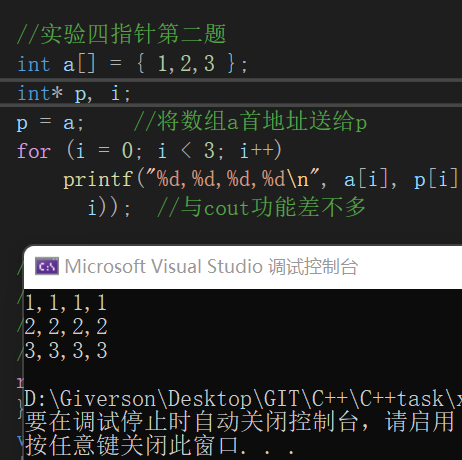 //实验四指针第二题
int a[] = { 1,2,3 };
int* p, i;
p = a;    //将数组a首地址送给p
for (i = 0; i < 3; i++)
printf("%d,%d,%d,%d\n", a[i], p[i]
i));  //与cout功能差不多
Microsoft Visual Studio 调试控制台
1,1,1,1
2,2,2,2
3,3,3,3
D:\Giverson\Desktop\GIT\C++\C++task\x
要在调试停止时自动关闭控制台，请启用
按任意键关闭此窗口. . .